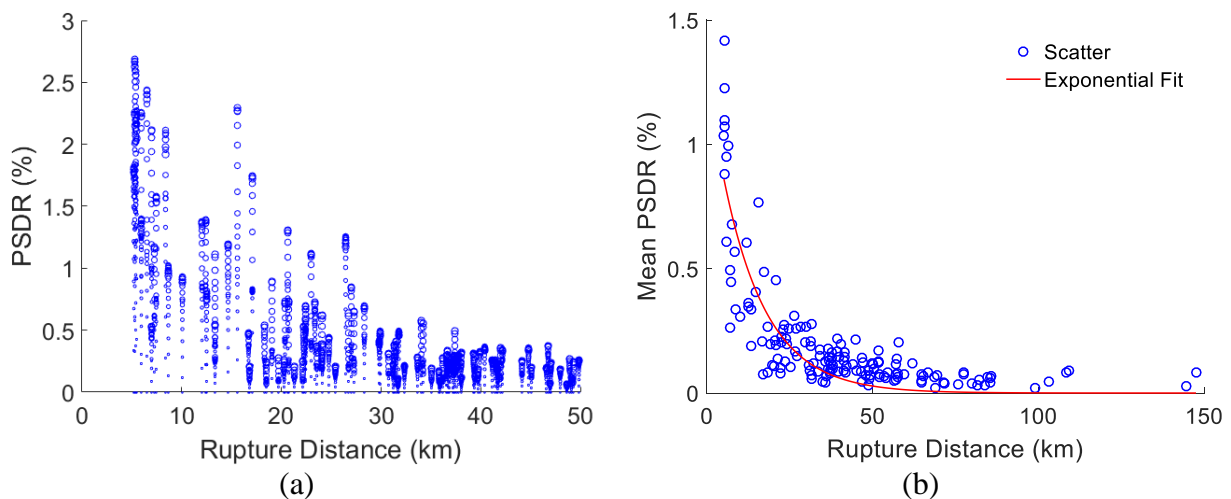 3
2.5
2
1.5
1
0.5
0
PSDR (%)
0 10 20 30 40 50
Rupture Distance (km)
(a)
1.5
1
0.5
0
Mean PSDR (%)
Scatter
Exponential Fit
0 50 100 150
Rupture Distance (km)
(b)